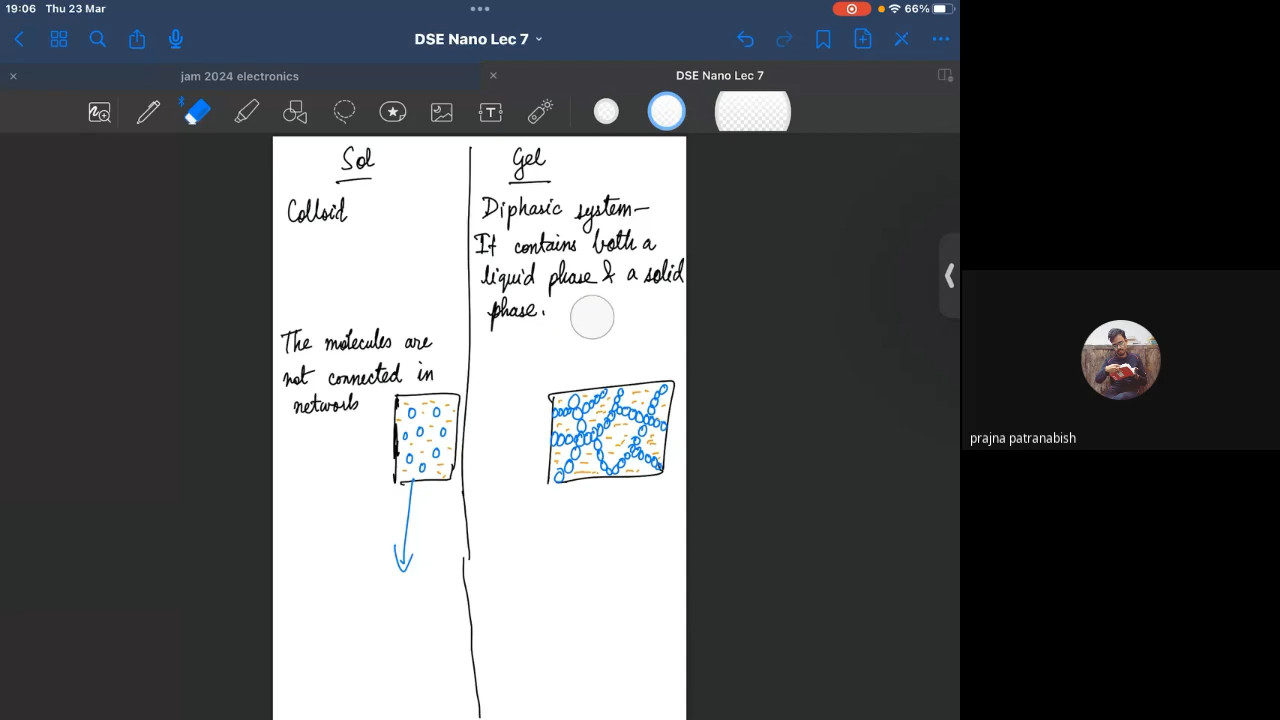 19:06 Thu 23 Mar
66%
DSE Nano Lec 7
jam 2024 electronics
DSE Nano Lec 7
T
Sol
Colloid
The molecules are
not connected in
network
Gel
Diphasic system-
It contains both a
liquid phase & a solid
phase.
prajna patranabish